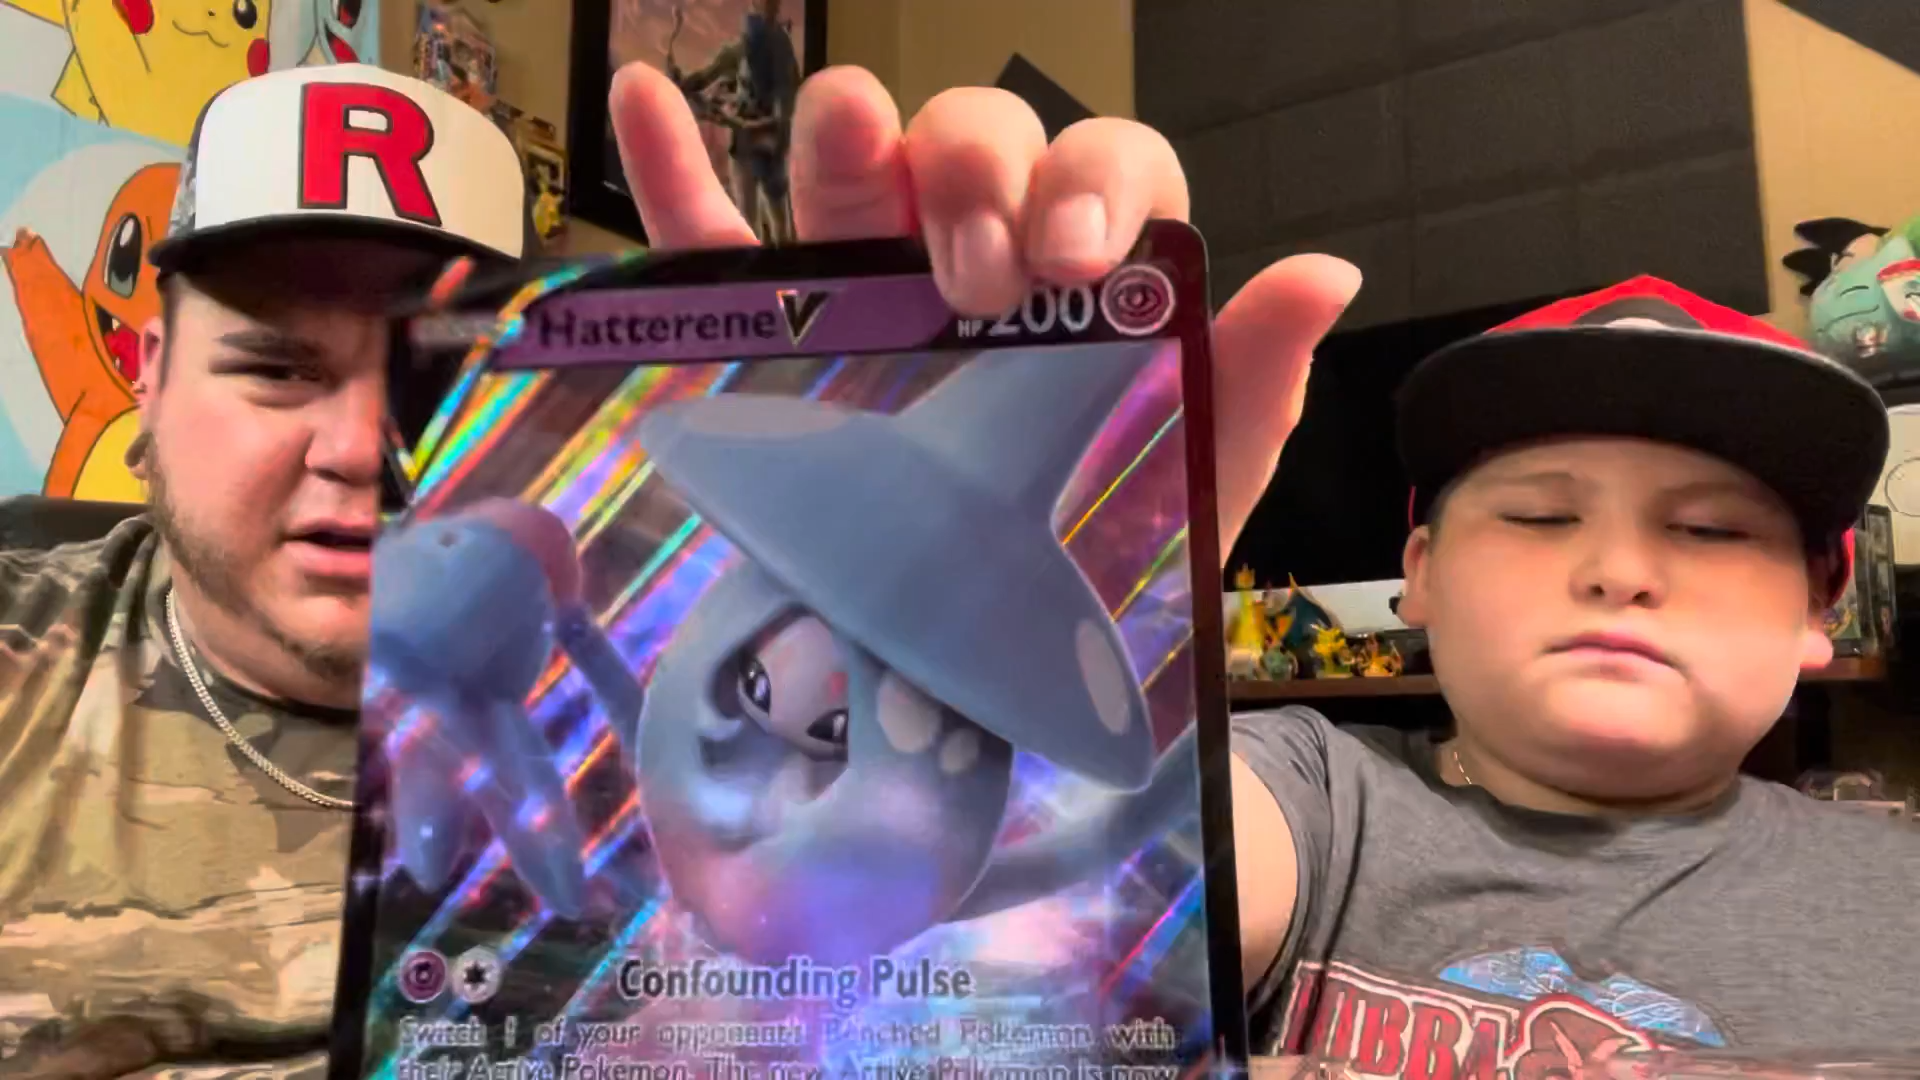 R
Hatterene V HP 200
Confounding Pulse
Switch 1 of your opponent's Benched Pokémon with
their Active Pokémon. The new Active Pokémon is now